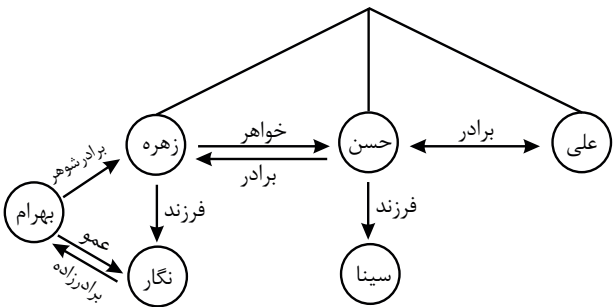 علی
برادر
حسن
خواهر
برادر
زهره
برادرشوهر
بهرام
فرزند
فرزند
عمو
برادرزاده
نگار
سینا